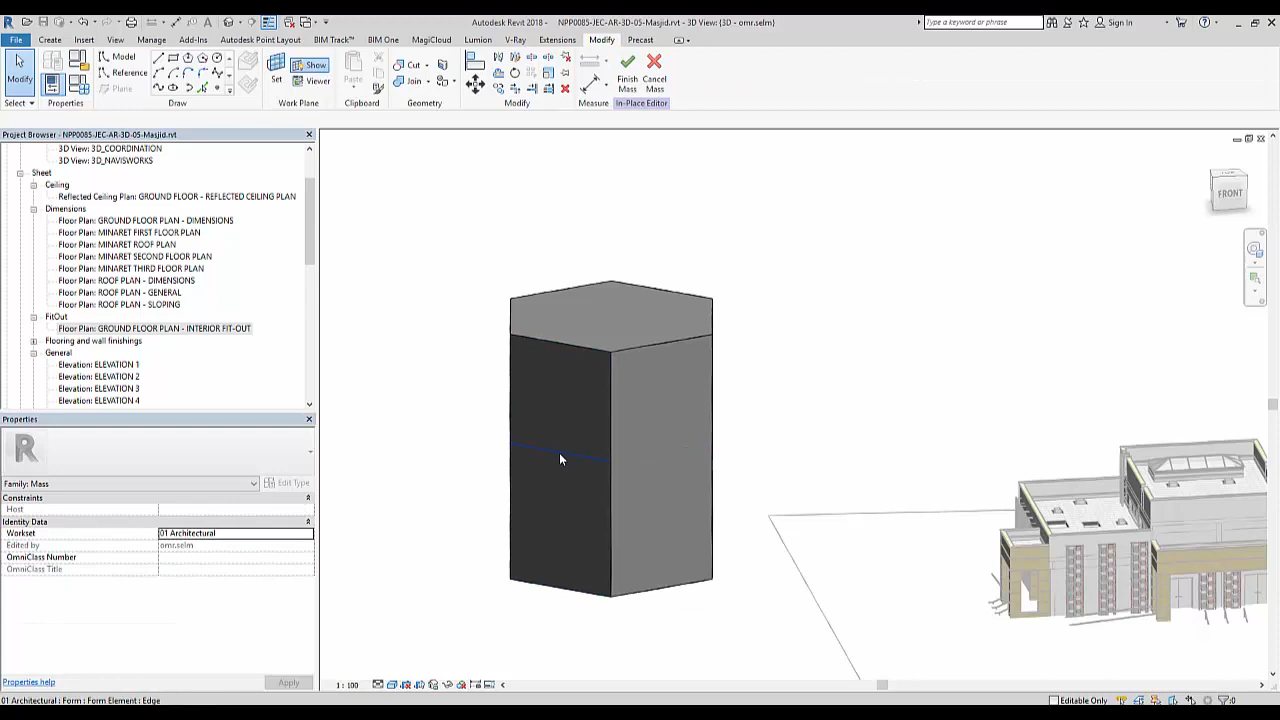 Autodesk Revit 2018 - NPP0085-JEC-AR-3D-05-Masjid.rvt - 3D View: {3D - omr.selm}
Type a keyword or phrase
Sign In
File Create Insert View Manage Add-Ins Autodesk Point Layout BIM Track™ BIM One MagiCloud Lumion V-Ray Extensions Modify Precast
Modify
Model
Reference
Plane
Set
Show
Viewer
Paste
Cut
Join
Finish Mass
Cancel Mass
Select Properties Draw Work Plane Clipboard Geometry Modify Measure In-Place Editor
Project Browser - NPP0085-JEC-AR-3D-05-Masjid.rvt
3D View: 3D_COORDINATION
3D View: 3D_NAVISWORKS
Sheet
Ceiling
Reflected Ceiling Plan: GROUND FLOOR - REFLECTED CEILING PLAN
Dimensions
Floor Plan: GROUND FLOOR PLAN - DIMENSIONS
Floor Plan: MINARET FIRST FLOOR PLAN
Floor Plan: MINARET ROOF PLAN
Floor Plan: MINARET SECOND FLOOR PLAN
Floor Plan: MINARET THIRD FLOOR PLAN
Floor Plan: ROOF PLAN - DIMENSIONS
Floor Plan: ROOF PLAN - GENERAL
Floor Plan: ROOF PLAN - SLOPING
FitOut
Floor Plan: GROUND FLOOR PLAN - INTERIOR FIT-OUT
Flooring and wall finishings
General
Elevation: ELEVATION 1
Elevation: ELEVATION 2
Elevation: ELEVATION 3
Elevation: ELEVATION 4
Properties
Family: Mass
Edit Type
Constraints
Host
Identity Data
Workset 01 Architectural
Edited by omr.selm
OmniClass Number
OmniClass Title
Properties help
Apply
FRONT
1 : 100
01 Architectural : Form : Form Element : Edge
Editable Only
:0